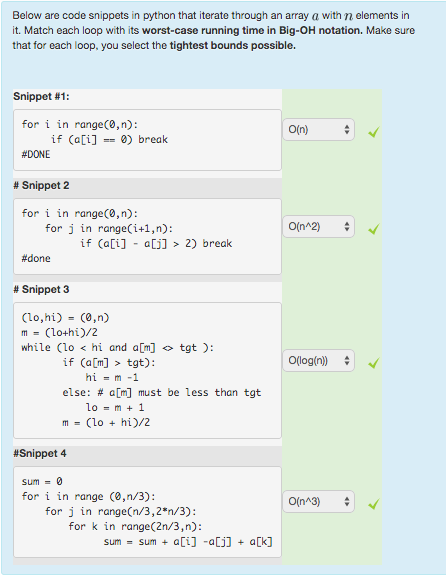 Below are code snippets in python that iterate through an array a with n elements in
it. Match each loop with its worst-case running time in Big-OH notation. Make sure
that for each loop, you select the tightest bounds possible.
Snippet #1:
for i in range(0,n):
if (a[i] == 0) break
#DONE
O(n)
# Snippet 2
for i in range(0,n):
for j in range(i+1,n):
if (a[i] - a[j] > 2) break
#done
O(n^2)
# Snippet 3
(lo,hi) = (0,n)
m = (lo+hi)/2
while (lo < hi and a[m] <> tgt ):
if (a[m] > tgt):
hi = m -1
else: # a[m] must be less than tgt
lo = m + 1
m = (lo + hi)/2
O(log(n))
#Snippet 4
sum = 0
for i in range (0,n/3):
for j in range(n/3,2*n/3):
for k in range(2n/3,n):
sum = sum + a[i] -a[j] + a[k]
O(n^3)